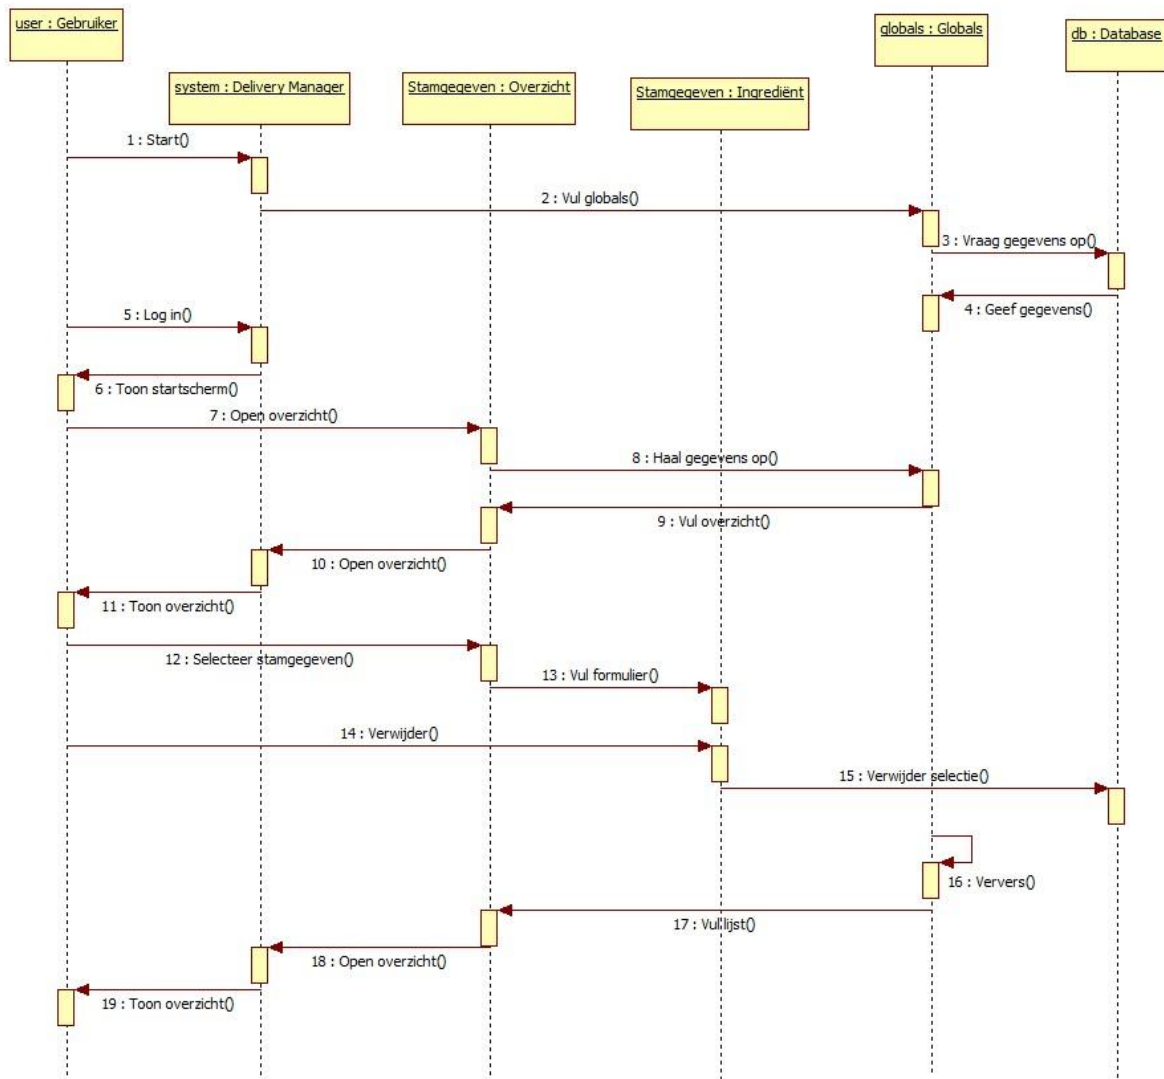 user : Gebruiker
globals : Globals
db : Database
system : Delivery Manager
Stamgegeven : Overzicht
Stamgegeven : Ingrediënt
1 : Start()
2 : Vul globals()
3 : Vraag gegevens op()
4 : Geef gegevens()
5 : Log in()
6 : Toon startscherm()
7 : Open overzicht()
8 : Haal gegevens op()
9 : Vul overzicht()
10 : Open overzicht()
11 : Toon overzicht()
12 : Selecteer stamgegeven()
13 : Vul formulier()
14 : Verwijder()
15 : Verwijder selectie()
16 : Ververs()
17 : Vul lijst()
18 : Open overzicht()
19 : Toon overzicht()